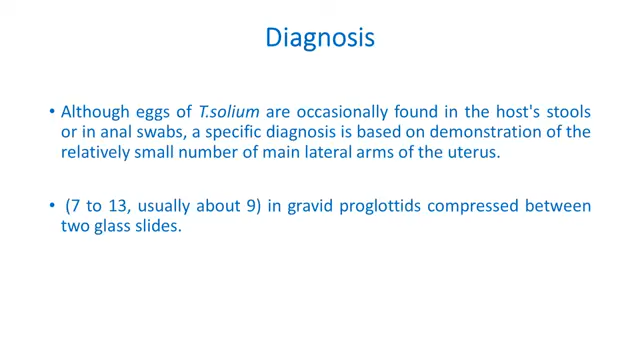 Diagnosis
• Although eggs of T.solium are occasionally found in the host's stools
or in anal swabs, a specific diagnosis is based on demonstration of the
relatively small number of main lateral arms of the uterus.
• (7 to 13, usually about 9) in gravid proglottids compressed between
two glass slides.